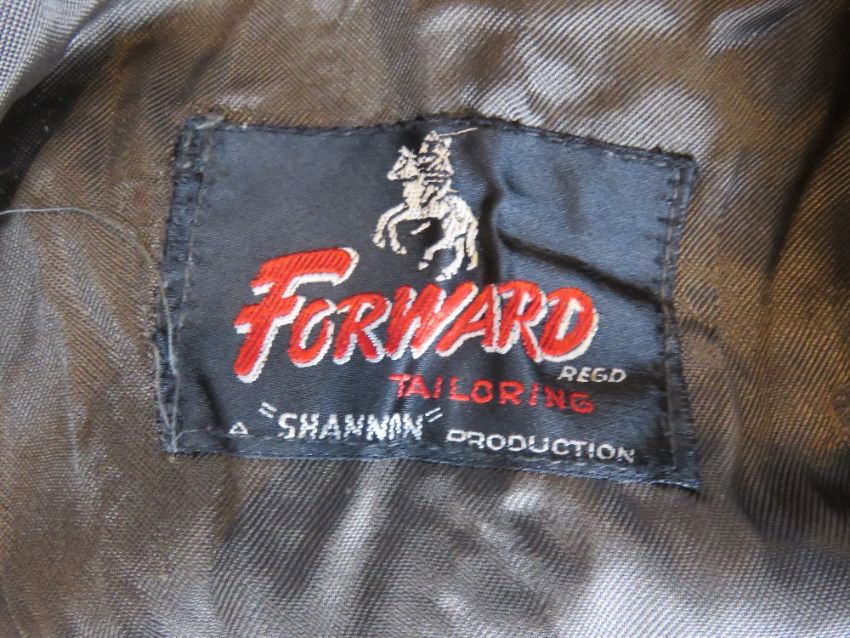 FORWARD
REGD
TAILORING
A "SHANNON" PRODUCTION